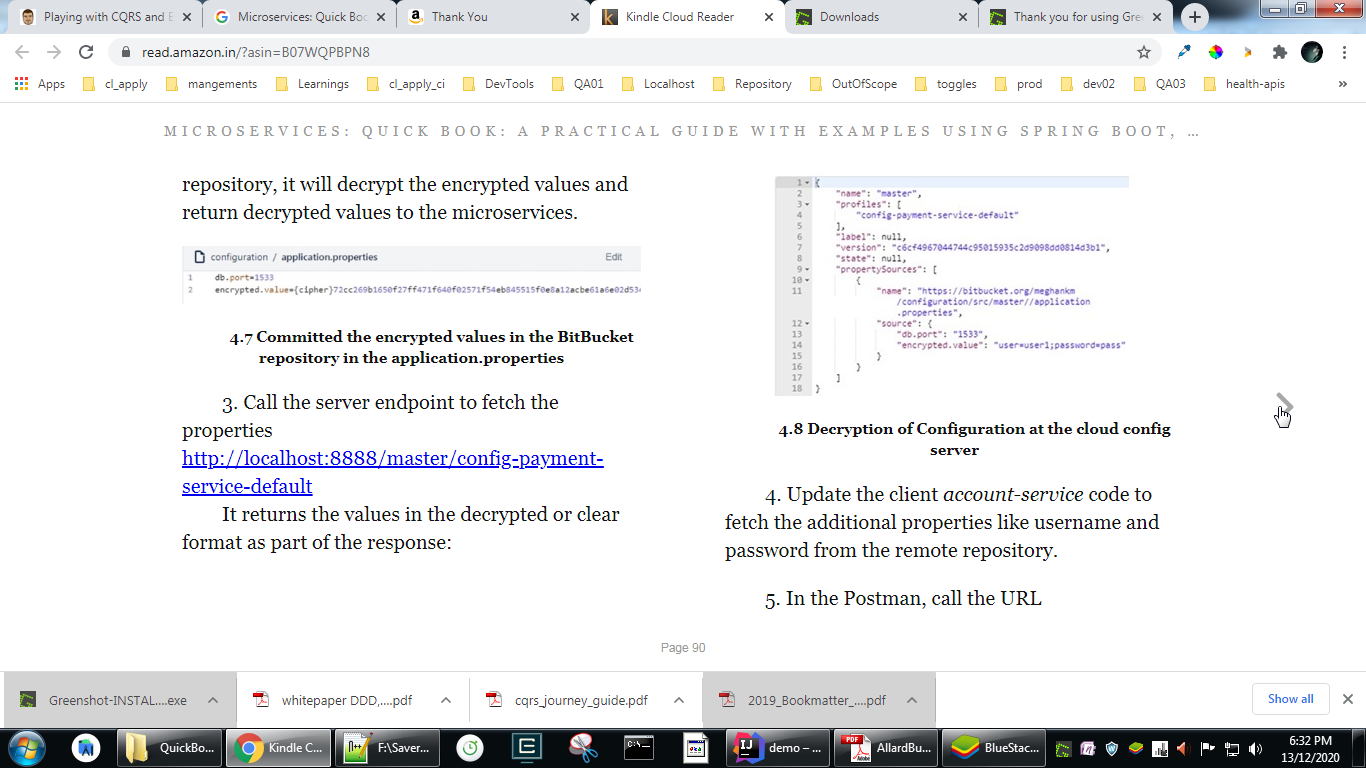 Playing with CQRS and E
Microservices: Quick Boo
Thank You
Kindle Cloud Reader
Downloads
Thank you for using Gre
read.amazon.in/?asin=B07WQPBPN8
Apps
cl_apply
mangements
Learnings
cl_apply_ci
DevTools
QA01
Localhost
Repository
OutOfScope
toggles
prod
dev02
QA03
health-apis
»
MICROSERVICES: QUICK BOOK: A PRACTICAL GUIDE WITH EXAMPLES USING SPRING BOOT, …
repository, it will decrypt the encrypted values and
return decrypted values to the microservices.
configuration / application.properties Edit
1 db.port=1533
2 encrypted.value={cipher}72cc269b1650f27ff471f640f02571f54eb845515f0e8a12acbe61a6e02d534
4.7 Committed the encrypted values in the BitBucket
repository in the application.properties
3. Call the server endpoint to fetch the
properties
http://localhost:8888/master/config-payment-
service-default
It returns the values in the decrypted or clear
format as part of the response:
1 {
2 "name": "master",
3 "profiles": [
4 "config-payment-service-default"
5 ],
6 "label": null,
7 "version": "c6cf4967044744c95015935c2d9098dd0814d3b1",
8 "state": null,
9 "propertySources": [
10 {
11 "name": "https://bitbucket.org/meghankm
/configuration/src/master//application
.properties",
12 "source": {
13 "db.port": "1533",
14 "encrypted.value": "user=user1;password=pass"
15 }
16 }
17 ]
18 }
4.8 Decryption of Configuration at the cloud config
server
4. Update the client account-service code to
fetch the additional properties like username and
password from the remote repository.
5. In the Postman, call the URL
Page 90
Greenshot-INSTAL....exe
whitepaper DDD,....pdf
cqrs_journey_guide.pdf
2019_Bookmatter_....pdf
Show all
QuickBo...
Kindle C...
F:\Saver...
demo – ...
AllardBu...
BlueStac...
6:32 PM
13/12/2020